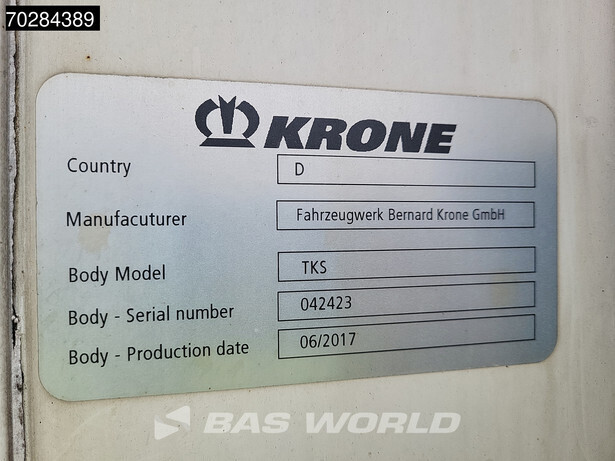 70284389
KRONE
Country D
Manufacuturer Fahrzeugwerk Bernard Krone GmbH
Body Model TKS
Body - Serial number 042423
Body - Production date 06/2017
BAS WORLD